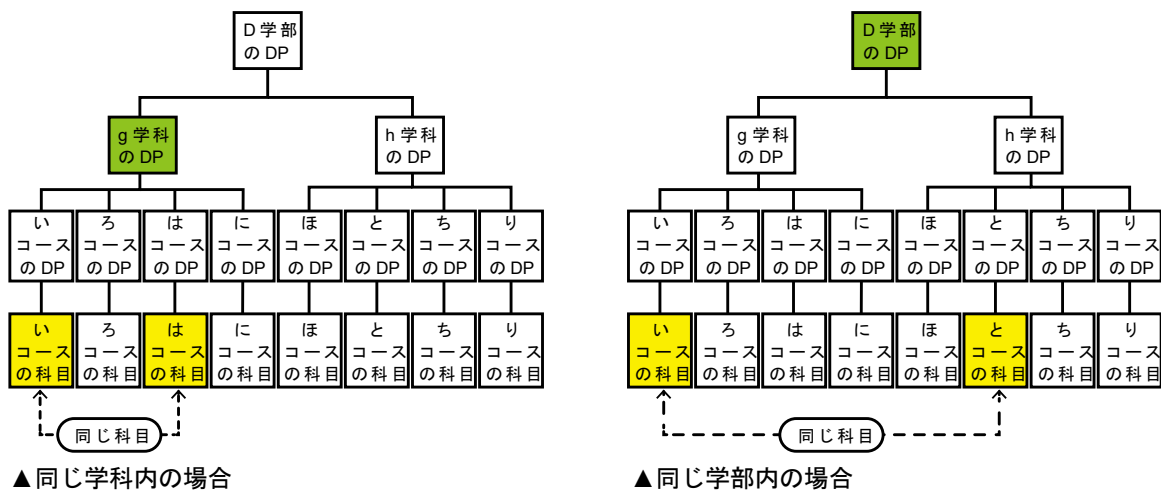 D学部
のDP
g学科
のDP
h学科
のDP
い
コース
のDP
ろ
コース
のDP
は
コース
のDP
に
コース
のDP
ほ
コース
のDP
と
コース
のDP
ち
コース
のDP
り
コース
のDP
い
コース
の科目
ろ
コース
の科目
は
コース
の科目
に
コース
の科目
ほ
コース
の科目
と
コース
の科目
ち
コース
の科目
り
コース
の科目
同じ科目
▲同じ学科内の場合
D学部
のDP
g学科
のDP
h学科
のDP
い
コース
のDP
ろ
コース
のDP
は
コース
のDP
に
コース
のDP
ほ
コース
のDP
と
コース
のDP
ち
コース
のDP
り
コース
のDP
い
コース
の科目
ろ
コース
の科目
は
コース
の科目
に
コース
の科目
ほ
コース
の科目
と
コース
の科目
ち
コース
の科目
り
コース
の科目
同じ科目
▲同じ学部内の場合